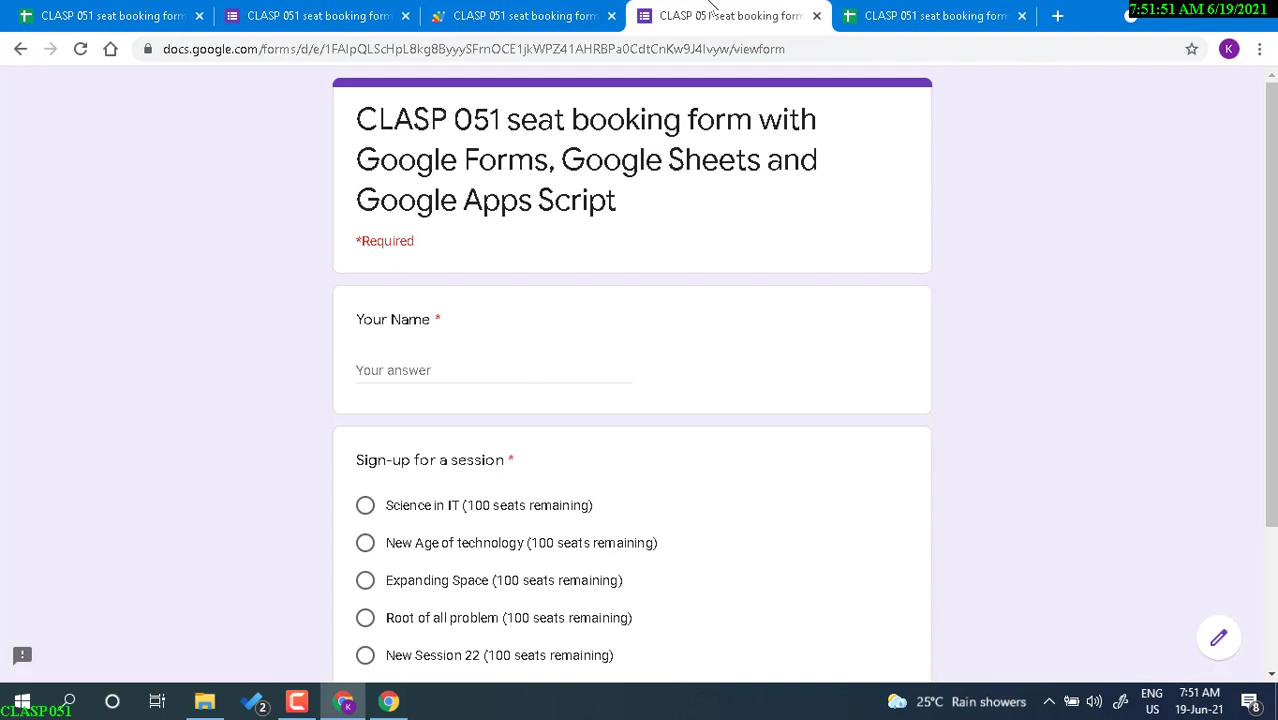 CLASP 051 seat booking form
CLASP 051 seat booking form
CLASP 051 seat booking form
CLASP 051 seat booking form
CLASP 051 seat booking form
7:51:51 AM 6/19/2021
docs.google.com/forms/d/e/1FAIpQLScHpL8kg8ByyySFrnOCE1jkWPZ41AHRBPa0CdtCnKw9J4lvyw/viewform
K
CLASP 051 seat booking form with
Google Forms, Google Sheets and
Google Apps Script
*Required
Your Name *
Your answer
Sign-up for a session *
Science in IT (100 seats remaining)
New Age of technology (100 seats remaining)
Expanding Space (100 seats remaining)
Root of all problem (100 seats remaining)
New Session 22 (100 seats remaining)
CLASP 051
2
K
25°C Rain showers
ENG
US
7:51 AM
19-Jun-21
8